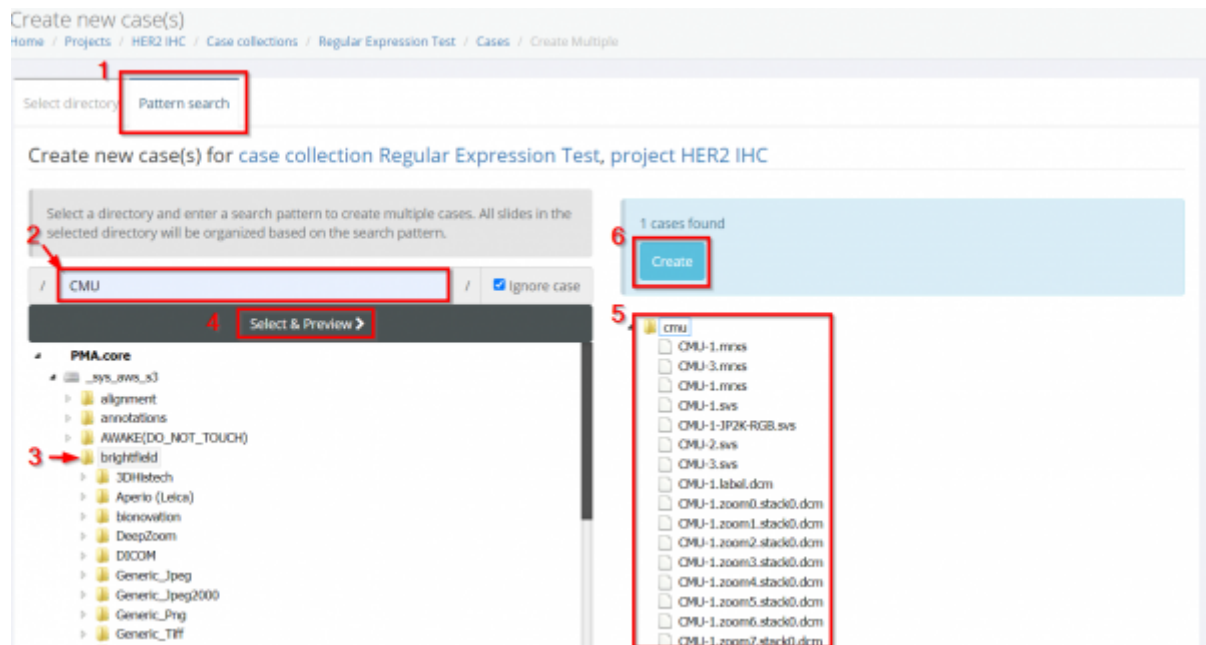 Create new case(s)
Home / Projects / HER2 IHC / Case collections / Regular Expression Test / Cases / Create Multiple
1
Select directory Pattern search
Create new case(s) for case collection Regular Expression Test, project HER2 IHC
Select a directory and enter a search pattern to create multiple cases. All slides in the
selected directory will be organized based on the search pattern.
2
/ CMU / Ignore case
4 Select & Preview
PMA.core
_sys_aws_s3
alignment
annotations
AWAKE(DO_NOT_TOUCH)
3 brightfield
3DHistech
Aperio (Leica)
bionovation
DeepZoom
DICOM
Generic_Jpeg
Generic_Jpeg2000
Generic_Png
Generic_Tiff
1 cases found
6
Create
5
cmu
CMU-1.mrxs
CMU-3.mrxs
CMU-1.mrxs
CMU-1.svs
CMU-1-JP2K-RGB.svs
CMU-2.svs
CMU-3.svs
CMU-1.label.dcm
CMU-1.zoom0.stack0.dcm
CMU-1.zoom1.stack0.dcm
CMU-1.zoom2.stack0.dcm
CMU-1.zoom3.stack0.dcm
CMU-1.zoom4.stack0.dcm
CMU-1.zoom5.stack0.dcm
CMU-1.zoom6.stack0.dcm
CMU-1.zoom7.stack0.dcm